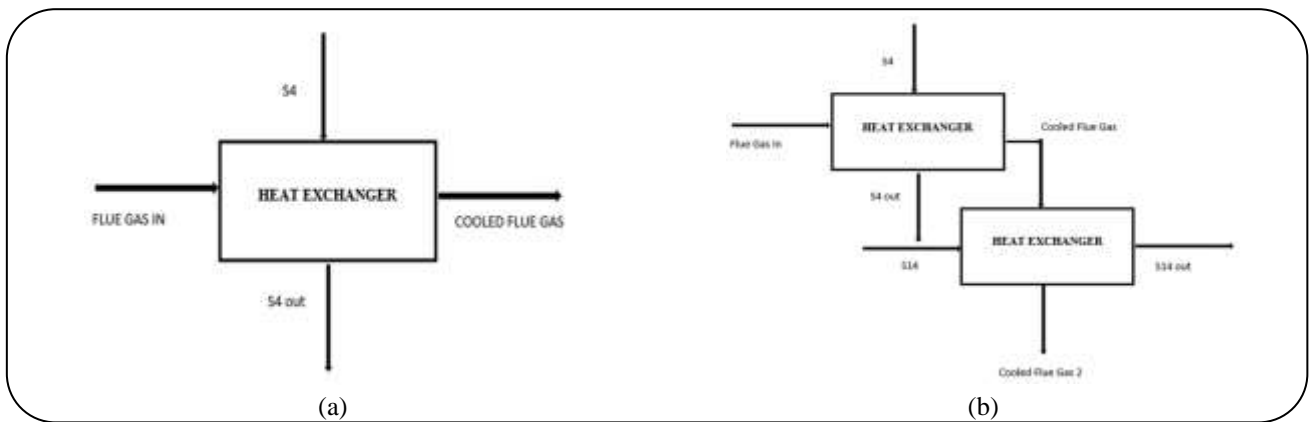 S4
HEAT EXCHANGER
FLUE GAS IN
COOLED FLUE GAS
S4 out
(a)
S4
HEAT EXCHANGER
Cooled Flue Gas
Flue Gas In
S4 out
HEAT EXCHANGER
S14
S14 out
Cooled Flue Gas 2
(b)